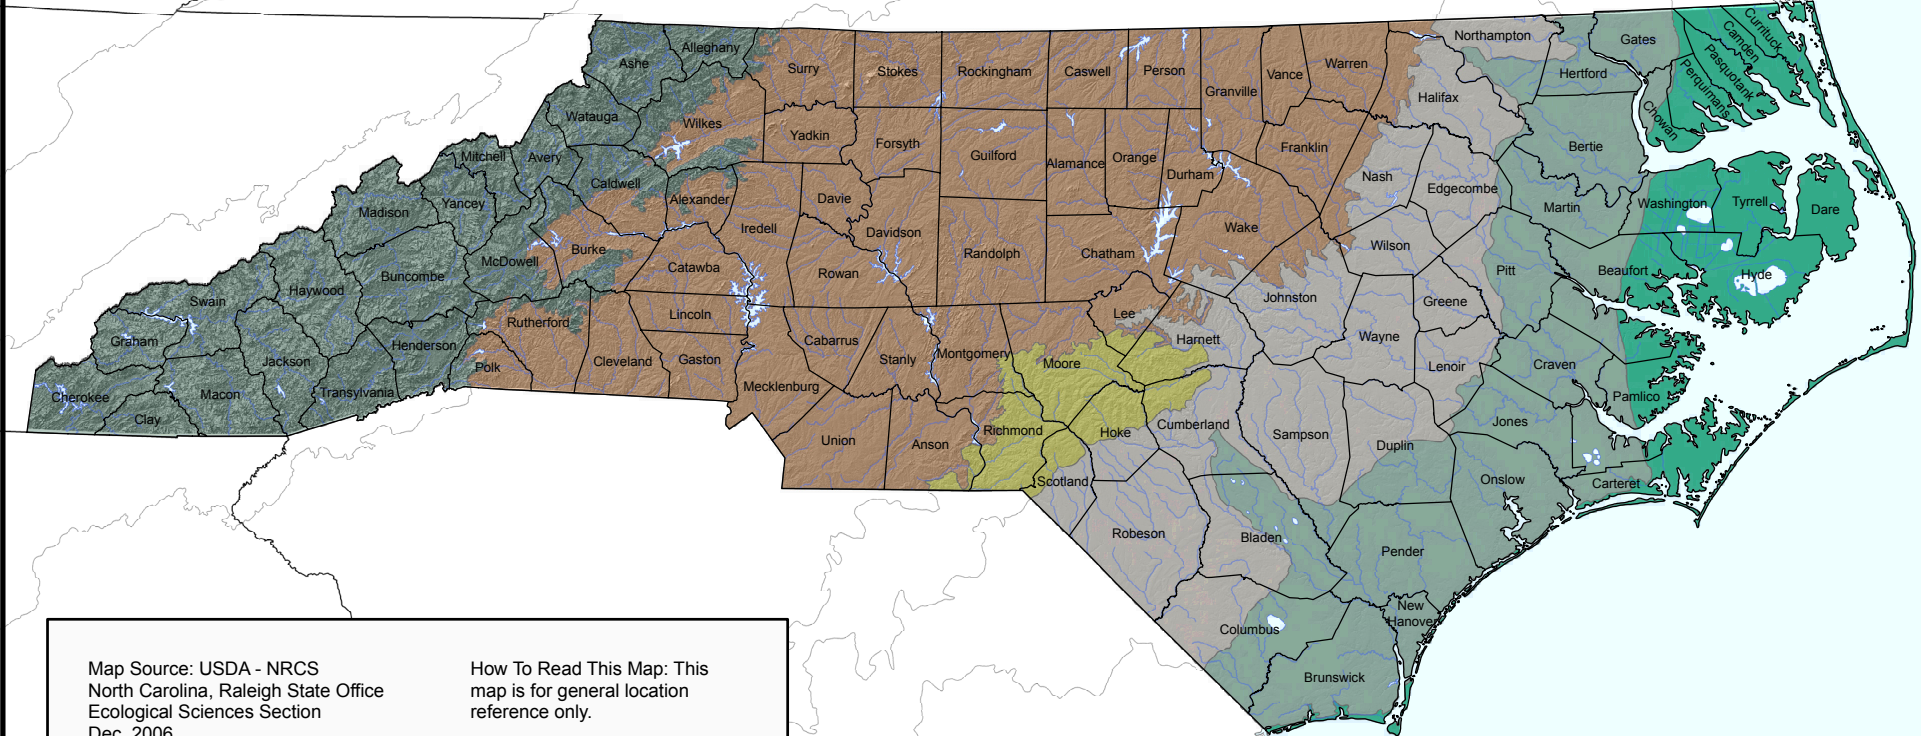 Alleghany
Ashe
Surry
Stokes
Rockingham
Caswell
Person
Granville
Vance
Warren
Northampton
Gates
Currituck
Camden
Pasquotank
Perquimans
Chowan
Hertford
Halifax
Watauga
Wilkes
Yadkin
Forsyth
Guilford
Alamance
Orange
Durham
Franklin
Nash
Edgecombe
Bertie
Mitchell
Avery
Caldwell
Alexander
Yancey
Madison
Davie
Iredell
Davidson
Randolph
Chatham
Wake
Wilson
Martin
Washington
Tyrrell
Dare
Burke
McDowell
Buncombe
Haywood
Swain
Catawba
Rowan
Johnston
Greene
Pitt
Beaufort
Hyde
Graham
Jackson
Henderson
Rutherford
Lincoln
Polk
Cleveland
Gaston
Cabarrus
Stanly
Montgomery
Moore
Lee
Harnett
Wayne
Lenoir
Craven
Pamlico
Cherokee
Clay
Macon
Transylvania
Mecklenburg
Union
Anson
Richmond
Hoke
Cumberland
Sampson
Duplin
Jones
Onslow
Carteret
Scotland
Robeson
Bladen
Pender
New
Hanover
Columbus
Brunswick
Map Source: USDA - NRCS
North Carolina, Raleigh State Office
Ecological Sciences Section
Dec. 2006
How To Read This Map: This
map is for general location
reference only.